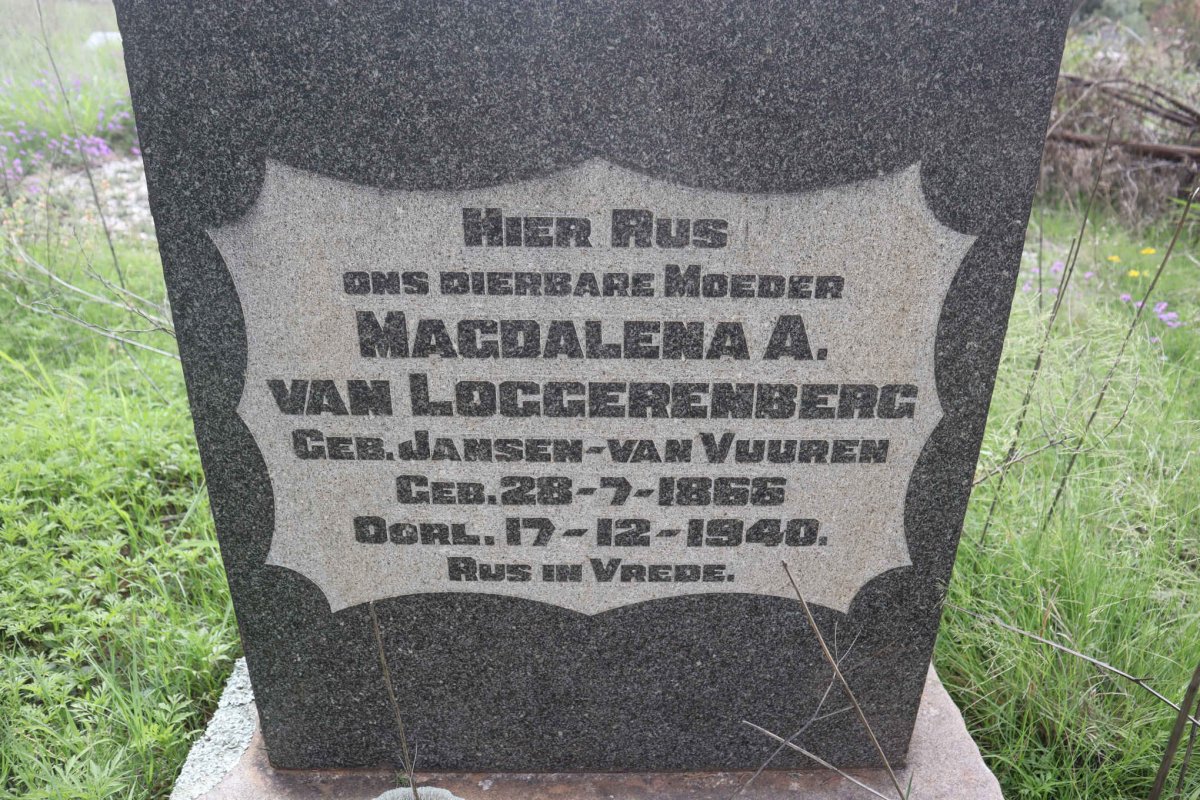 Hier Rus
ons dierbare Moeder
Magdalena A.
van Loggerenberg
Geb. Jansen-van Vuuren
Geb. 28-7-1866
Oorl. 17-12-1940.
Rus in Vrede.